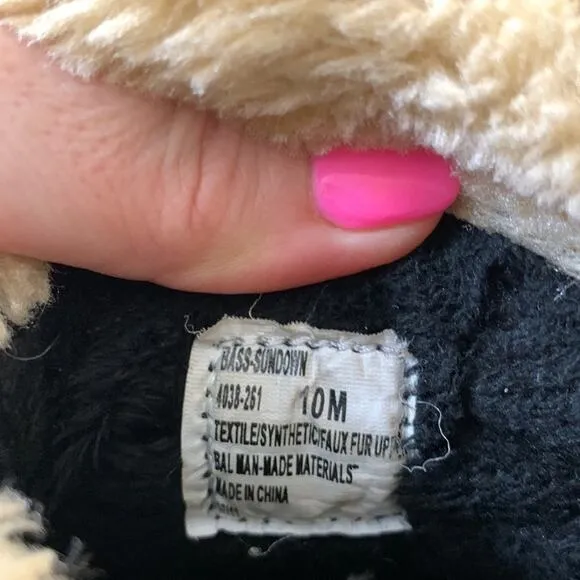 BASS-SUNDOWN
4038-261 10M
TEXTILE/SYNTHETIC/FAUX FUR UP
BAL MAN-MADE MATERIALS
MADE IN CHINA